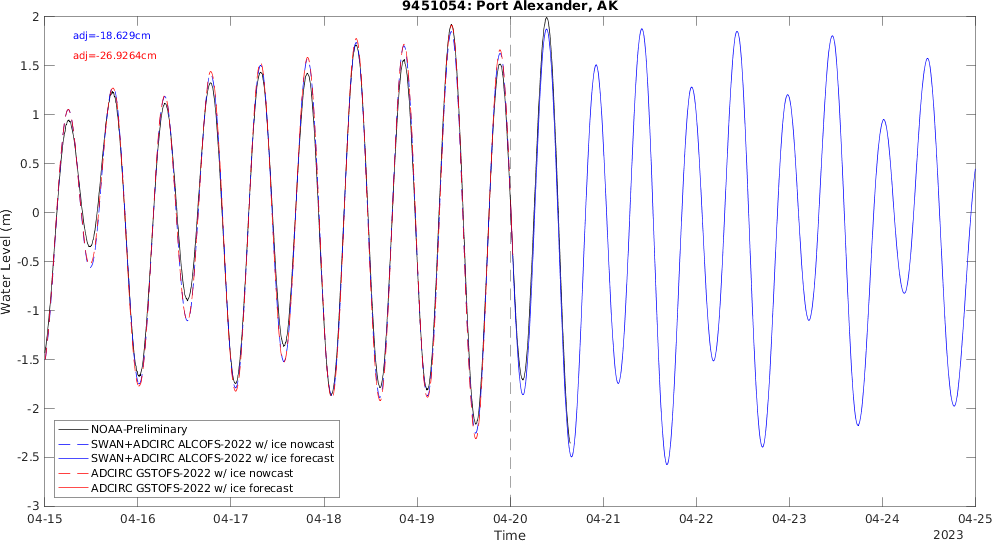 9451054: Port Alexander, AK
adj=-18.629cm
adj=-26.9264cm
Water Level (m)
2
1.5
1
0.5
0
-0.5
-1
-1.5
-2
-2.5
-3
NOAA-Preliminary
SWAN+ADCIRC ALCOFS-2022 w/ ice nowcast
SWAN+ADCIRC ALCOFS-2022 w/ ice forecast
ADCIRC GSTOFS-2022 w/ ice nowcast
ADCIRC GSTOFS-2022 w/ ice forecast
04-15 04-16 04-17 04-18 04-19 04-20 04-21 04-22 04-23 04-24 04-25
Time
2023